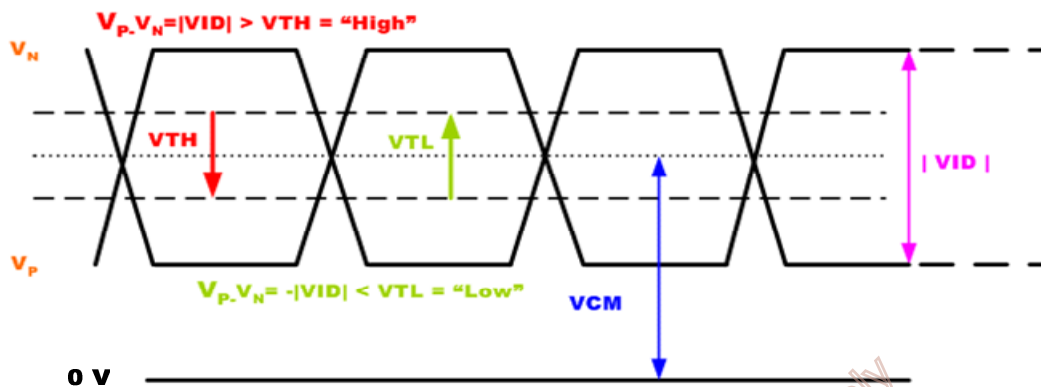 VP-VN=|VID| > VTH = “High”
VN
VTH
VTL
| VID |
VP
VP-VN= -|VID| < VTL = “Low”
VCM
0 V